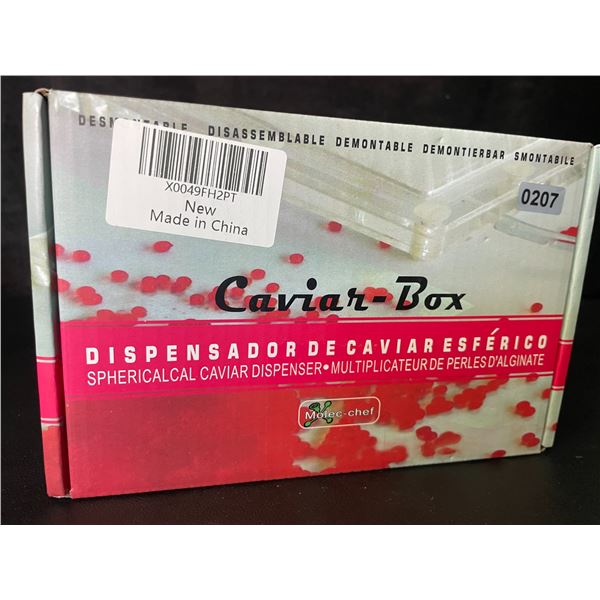 DISASSEMBLABLE DEMONTABLE DEMONTIERBAR SMONTABILE
X0049FH2PT
New
Made in China
0207
Caviar-Box
DISPENSADOR DE CAVIAR ESFÉRICO
SPHERICALCAL CAVIAR DISPENSER•MULTIPLICATEUR DE PERLES D'ALGINATE
Molec-chef